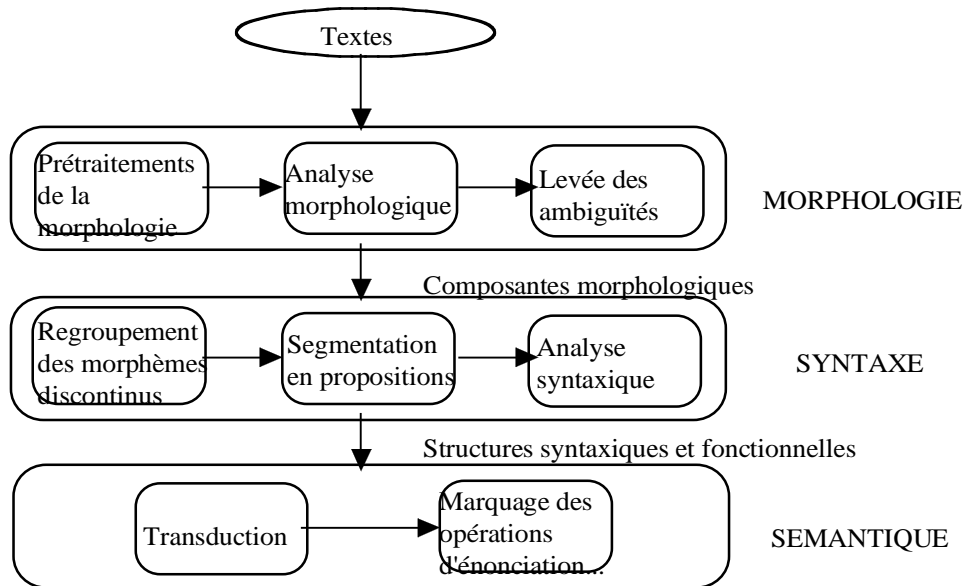 Textes
Prétraitements
de la
morphologie
Analyse
morphologique
Levée des
ambiguïtés
MORPHOLOGIE
Composantes morphologiques
Regroupement
des morphèmes
discontinus
Segmentation
en propositions
Analyse
syntaxique
SYNTAXE
Structures syntaxiques et fonctionnelles
Transduction
Marquage des
opérations
d'énonciation...
SEMANTIQUE